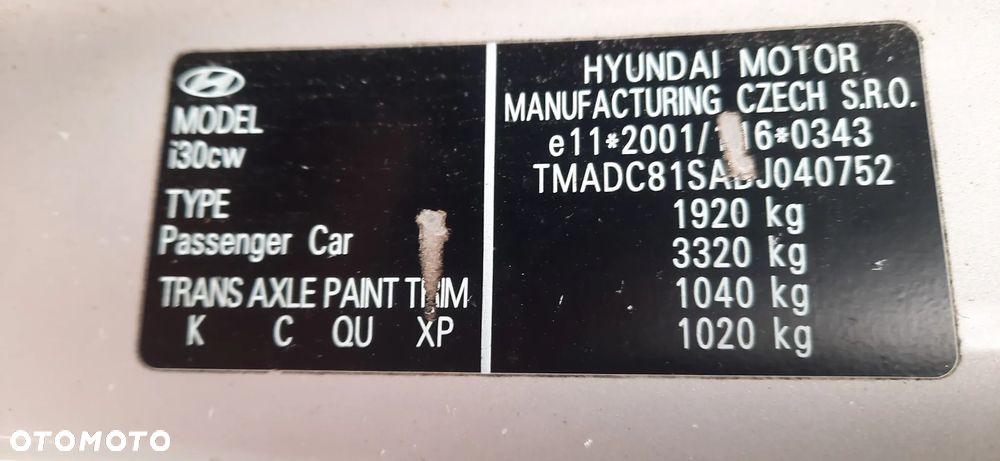 MODEL
i30cw
TYPE
Passenger Car
TRANS AXLE PAINT TRIM
K C QU XP
HYUNDAI MOTOR
MANUFACTURING CZECH S.R.O.
kg
1920 kg
3320 kg
1040 kg
1020 kg
OTOMOTO